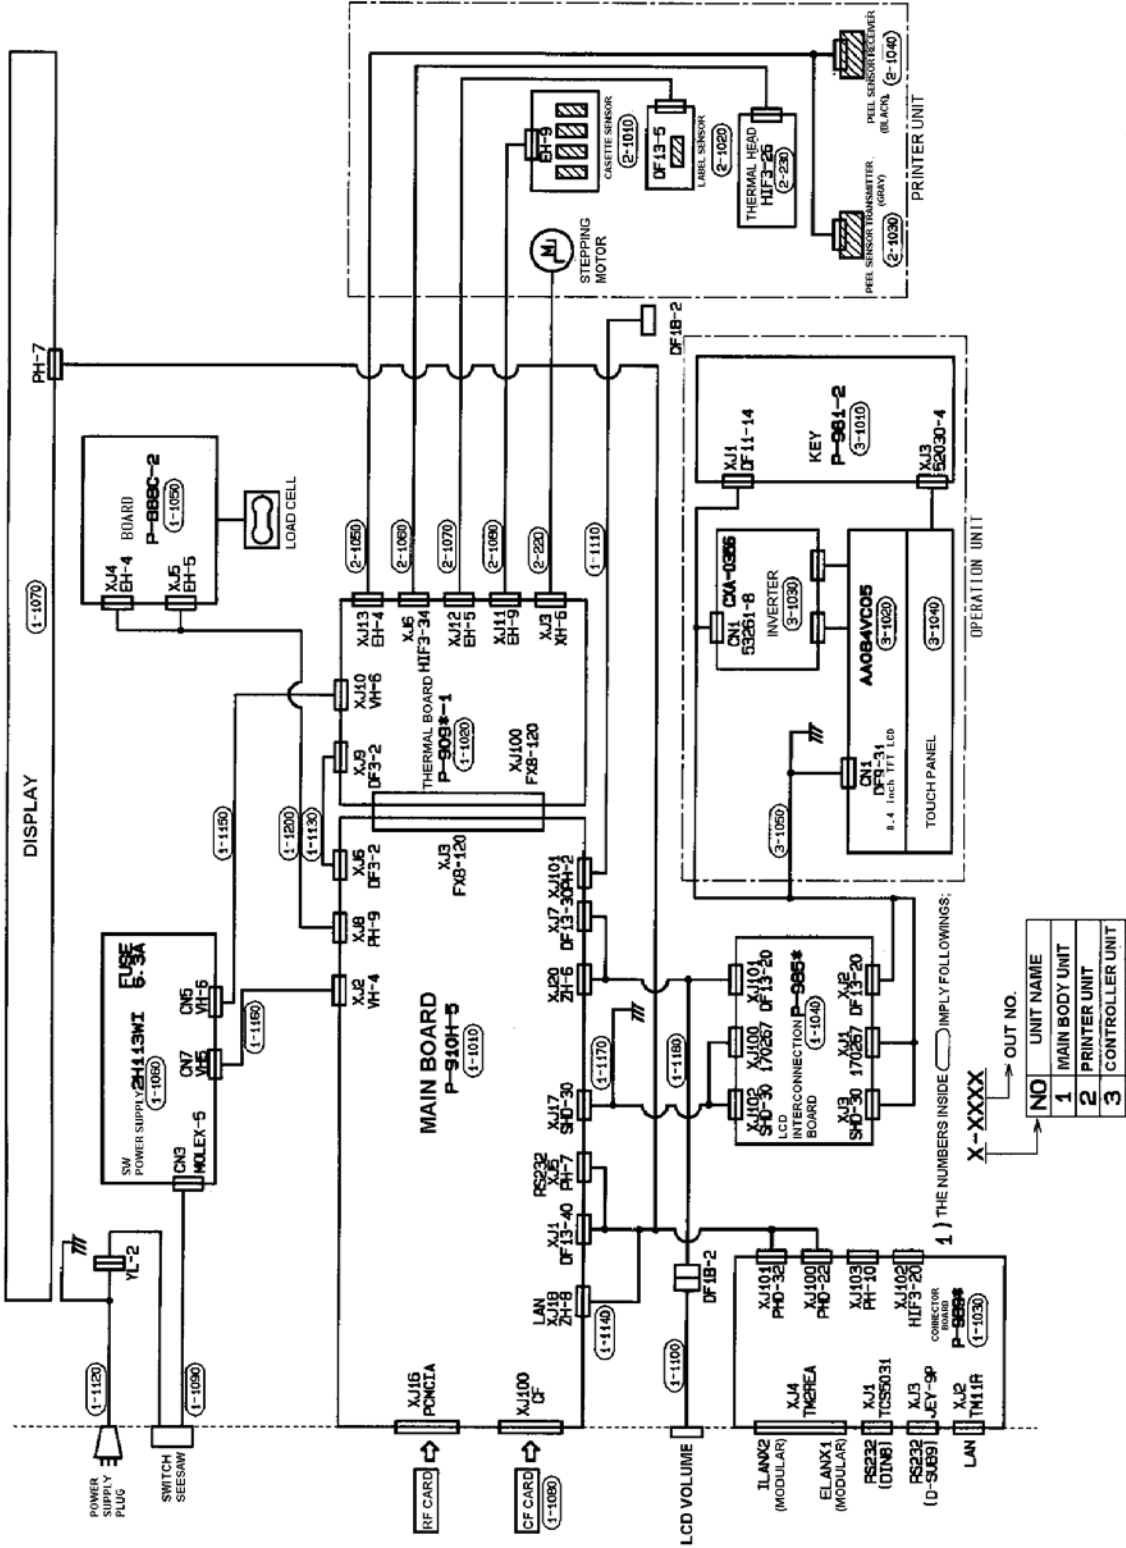 DISPLAY
1-1070
PH-7
POWER
SUPPLY
PLUG
1-1120
YL-2
SWITCH
SEESAW
1-1090
SW
POWER SUPPLY 2H113WI
1-1060
FUSE
6.3A
CN3
MOLEX-5
CN7
VH5
CN5
VH-6
1-1160
1-1150
1-1200
1-1130
BOARD
P-888C-2
1-1050
XJ4
EH-4
XJ5
EH-5
LOAD CELL
RF CARD
CF CARD
1-1080
XJ16
PCMCIA
XJ100
CF
MAIN BOARD
P-910H-5
1-1010
XJ2
VH-4
XJ8
PH-9
XJ6
DF3-2
XJ3
FX8-120
LAN
XJ18
ZH-8
XJ1
DF13-40
RS232
XJ5
PH-7
XJ17
SHD-30
XJ20
ZH-6
XJ7
DF13-30
XJ101
PH-2
THERMAL BOARD
P-909*-1
1-1020
XJ9
DF3-2
XJ10
VH-6
XJ100
FX8-120
XJ13
EH-4
XJ6
HIF3-34
XJ12
EH-5
XJ11
EH-9
XJ3
XH-6
2-1050
2-1060
2-1070
2-1080
2-220
1-1110
DF1B-2
STEPPING
MOTOR
M
EH-9
CASETTE SENSOR
2-1010
DF13-5
LABEL SENSOR
2-1020
THERMAL HEAD
HIF3-26
2-230
PEEL SENSOR TRANSMITTER
(GRAY)
2-1030
PEEL SENSOR RECEIVER
(BLACK)
2-1040
PRINTER UNIT
1-1140
1-1170
1-1180
1-1100
DF1B-2
LCD VOLUME
XJ102
SHD-30
XJ100
170267
XJ101
DF13-20
LCD
INTERCONNECTION
BOARD
P-985*
1-1040
XJ3
SHD-30
XJ1
170267
XJ2
DF13-20
3-1050
CN1
53261-8
CXA-0356
INVERTER
3-1030
CN1
DF9-31
AA084VC05
3-1020
8.4 inch TFT LCD
TOUCH PANEL
3-1040
XJ1
DF11-14
KEY
P-981-2
3-1010
XJ3
52030-4
OPERATION UNIT
ILANX2
(MODULAR)
ELANX1
(MODULAR)
RS232
(DIN8)
RS232
(D-SUB9)
LAN
XJ4
TM2REA
XJ1
TCS5031
XJ3
JEY-9P
XJ2
TM11R
XJ101
PHD-32
XJ100
PHD-22
XJ103
PH-10
XJ102
HIF3-20
CONNECTOR
BOARD
P-989*
1-1030
1) THE NUMBERS INSIDE IMPLY FOLLOWINGS;
X-XXXX
OUT NO.
NO UNIT NAME
1 MAIN BODY UNIT
2 PRINTER UNIT
3 CONTROLLER UNIT